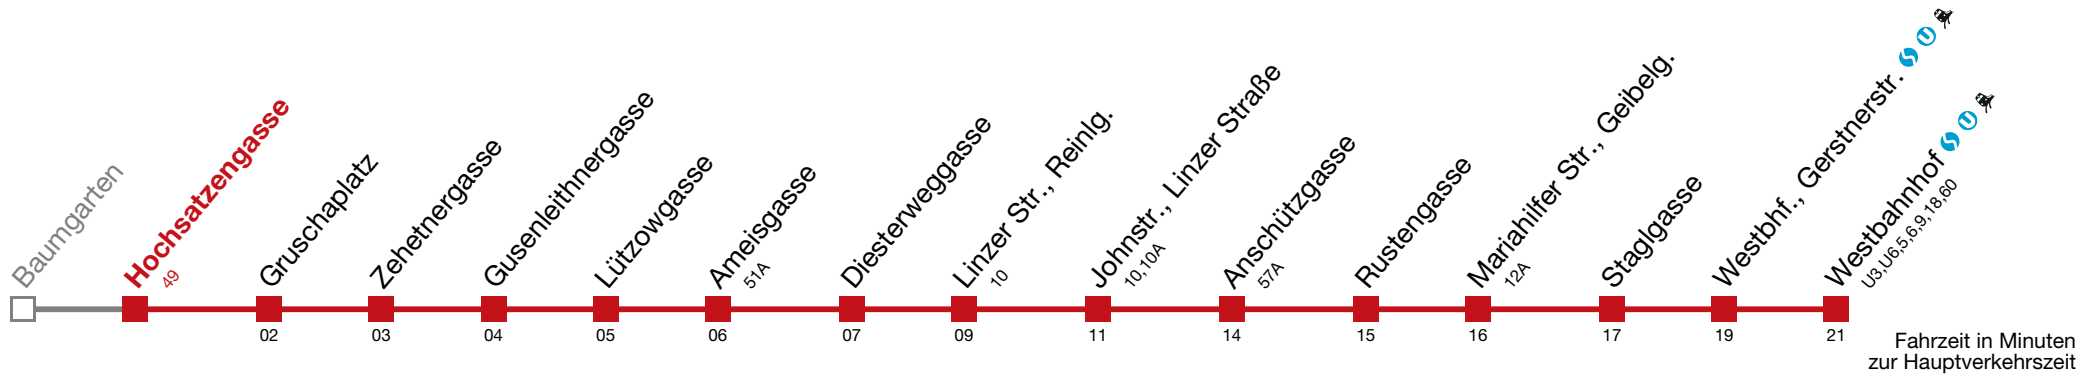 Baumgarten
Hochsatzengasse
49
Gruschaplatz
Zehetnergasse
Gusenleithnergasse
Lützowgasse
Ameisgasse
51A
Diesterweggasse
Linzer Str., Reinlg.
10
Johnstr., Linzer Straße
10,10A
Anschützgasse
57A
Rustengasse
Mariahilfer Str., Geibelg.
12A
Staglgasse
Westbhf., Gerstnerstr. S U
Westbahnhof S U
U3,U6,5,6,9,18,60
02 03 04 05 06 07 09 11 14 15 16 17 19 21
Fahrzeit in Minuten
zur Hauptverkehrszeit